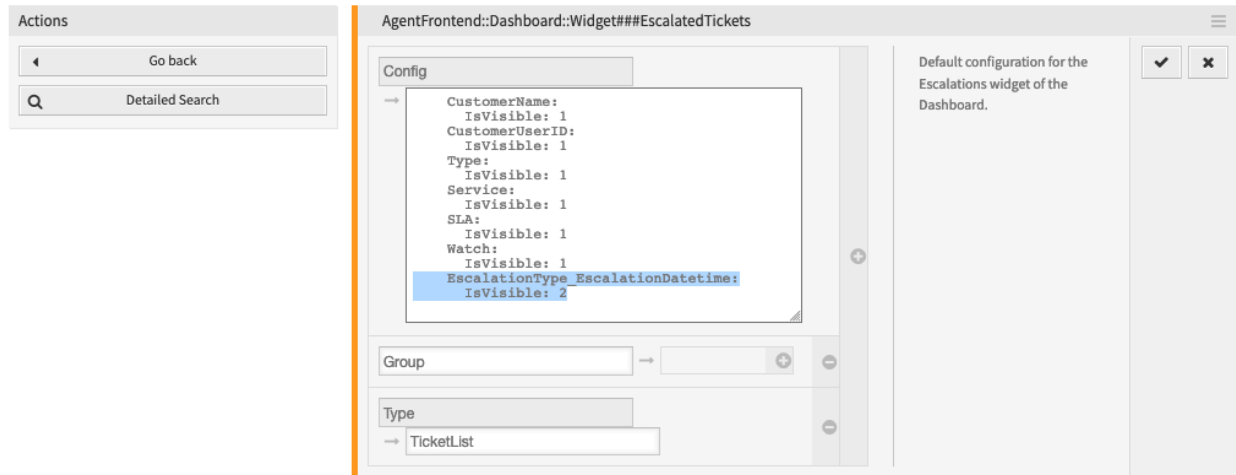 Actions
Go back
Detailed Search
AgentFrontend::Dashboard::Widget###EscalatedTickets
Config
CustomerName:
IsVisible: 1
CustomerUserID:
IsVisible: 1
Type:
IsVisible: 1
Service:
IsVisible: 1
SLA:
IsVisible: 1
Watch:
IsVisible: 1
EscalationType_EscalationDatetime:
IsVisible: 2
Group
Type
TicketList
Default configuration for the
Escalations widget of the
Dashboard.